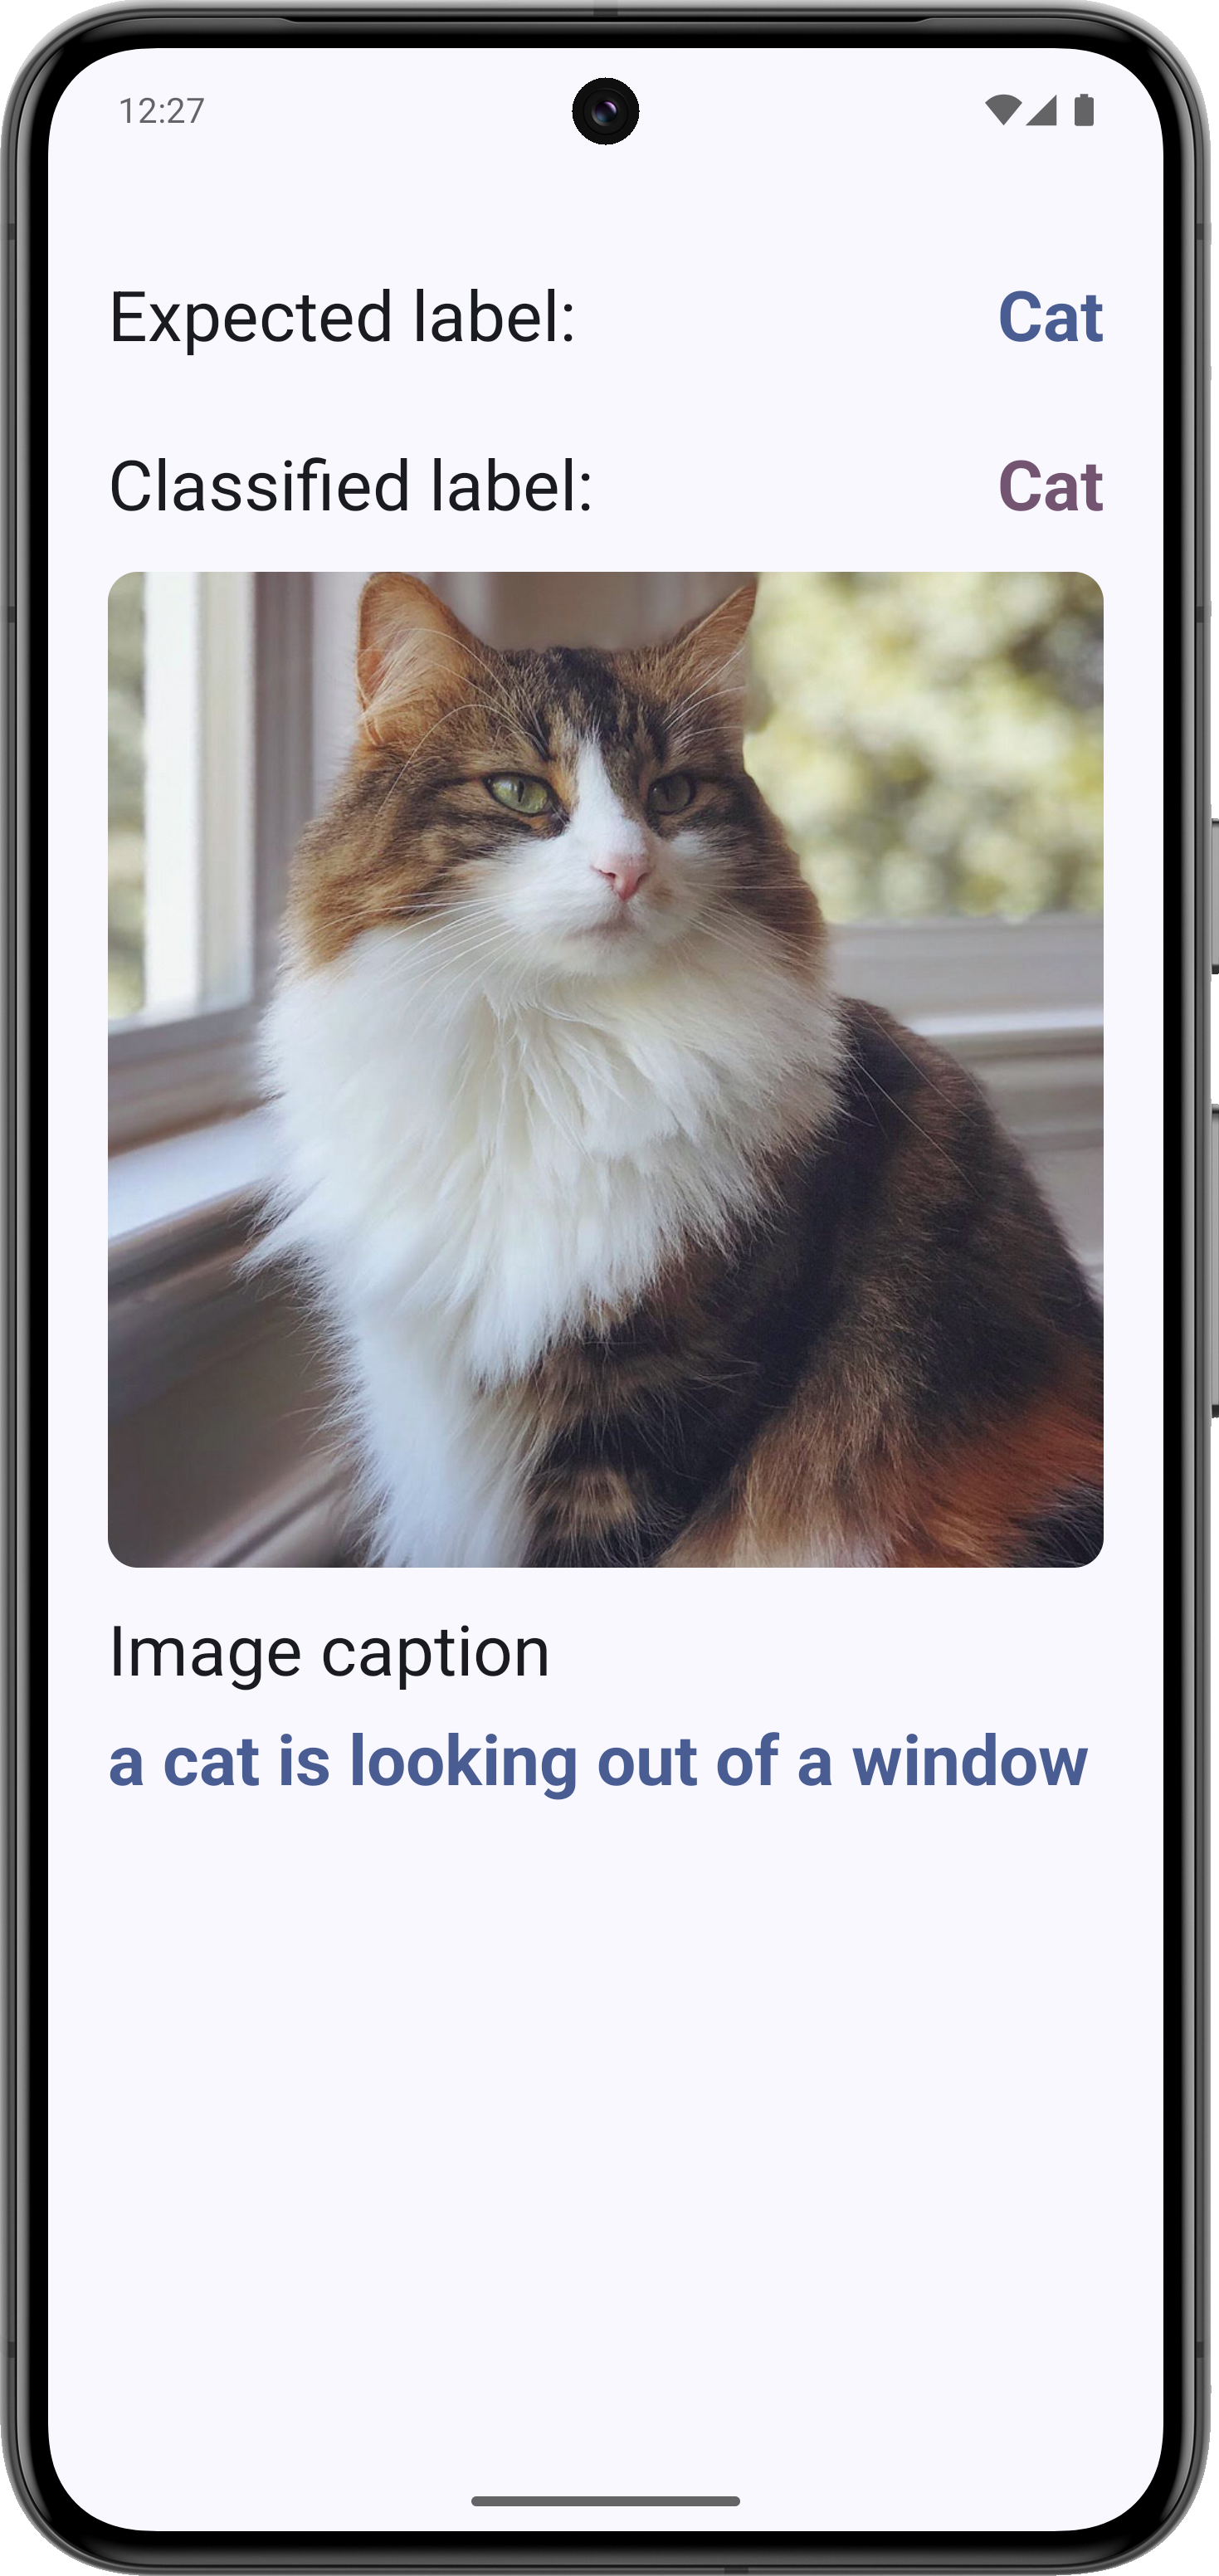 12:27
Expected label: Cat
Classified label: Cat
Image caption
a cat is looking out of a window